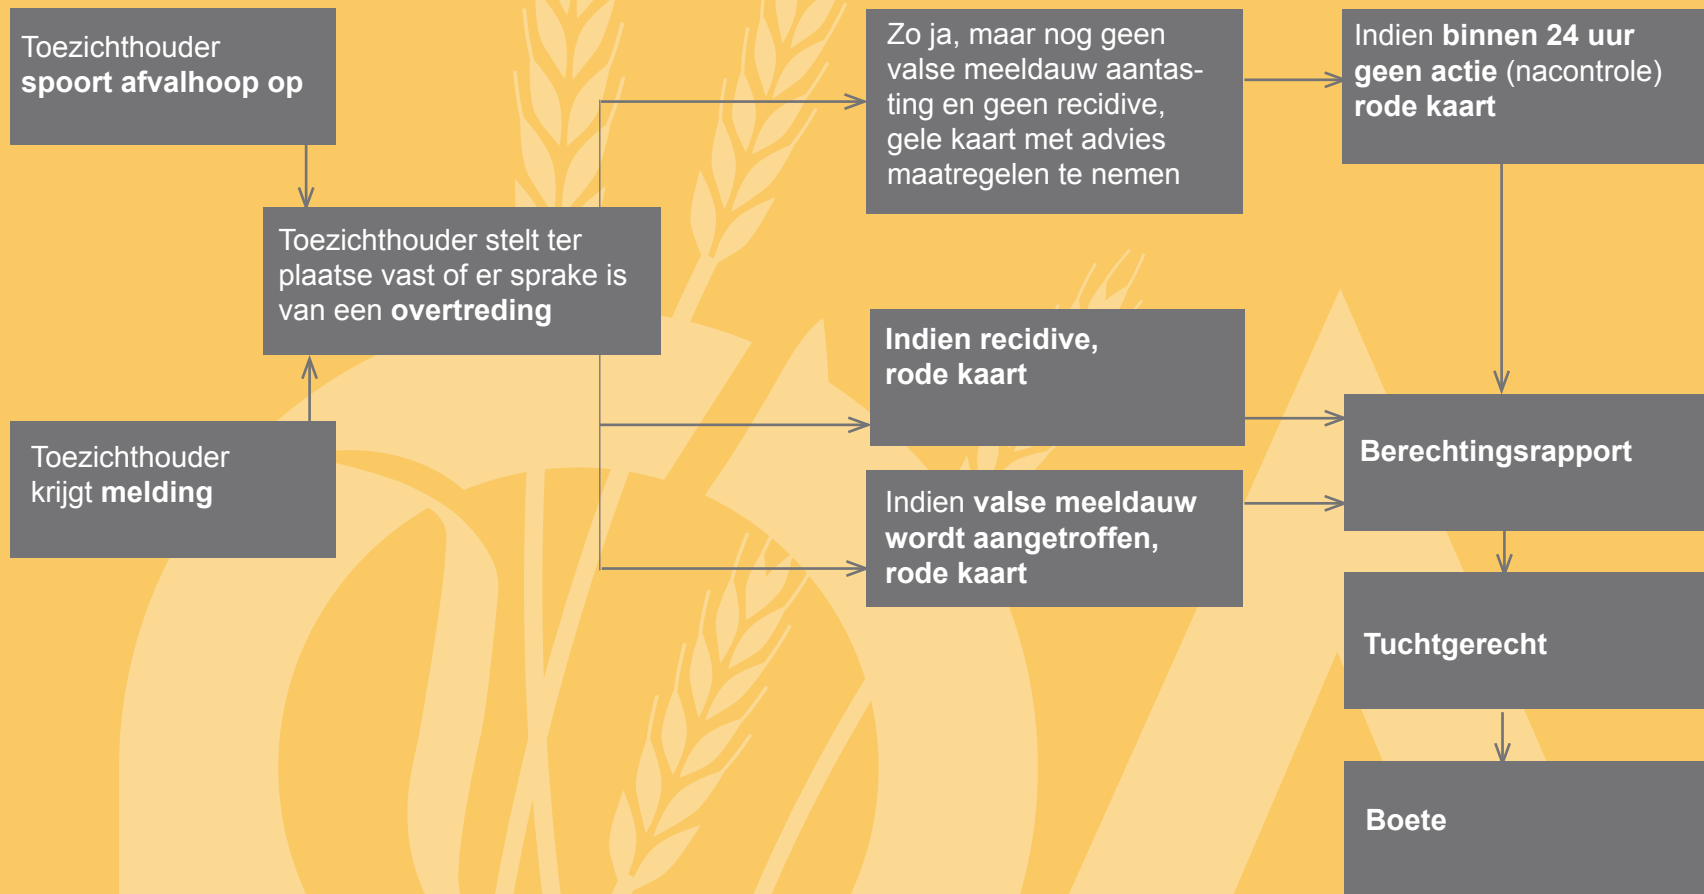 Toezichthouder
spoort afvalhoop op
Toezichthouder stelt ter
plaatse vast of er sprake is
van een overtreding
Toezichthouder
krijgt melding
Zo ja, maar nog geen
valse meeldauw aantas-
ting en geen recidive,
gele kaart met advies
maatregelen te nemen
Indien recidive,
rode kaart
Indien valse meeldauw
wordt aangetroffen,
rode kaart
Indien binnen 24 uur
geen actie (nacontrole)
rode kaart
Berechtingsrapport
Tuchtgerecht
Boete